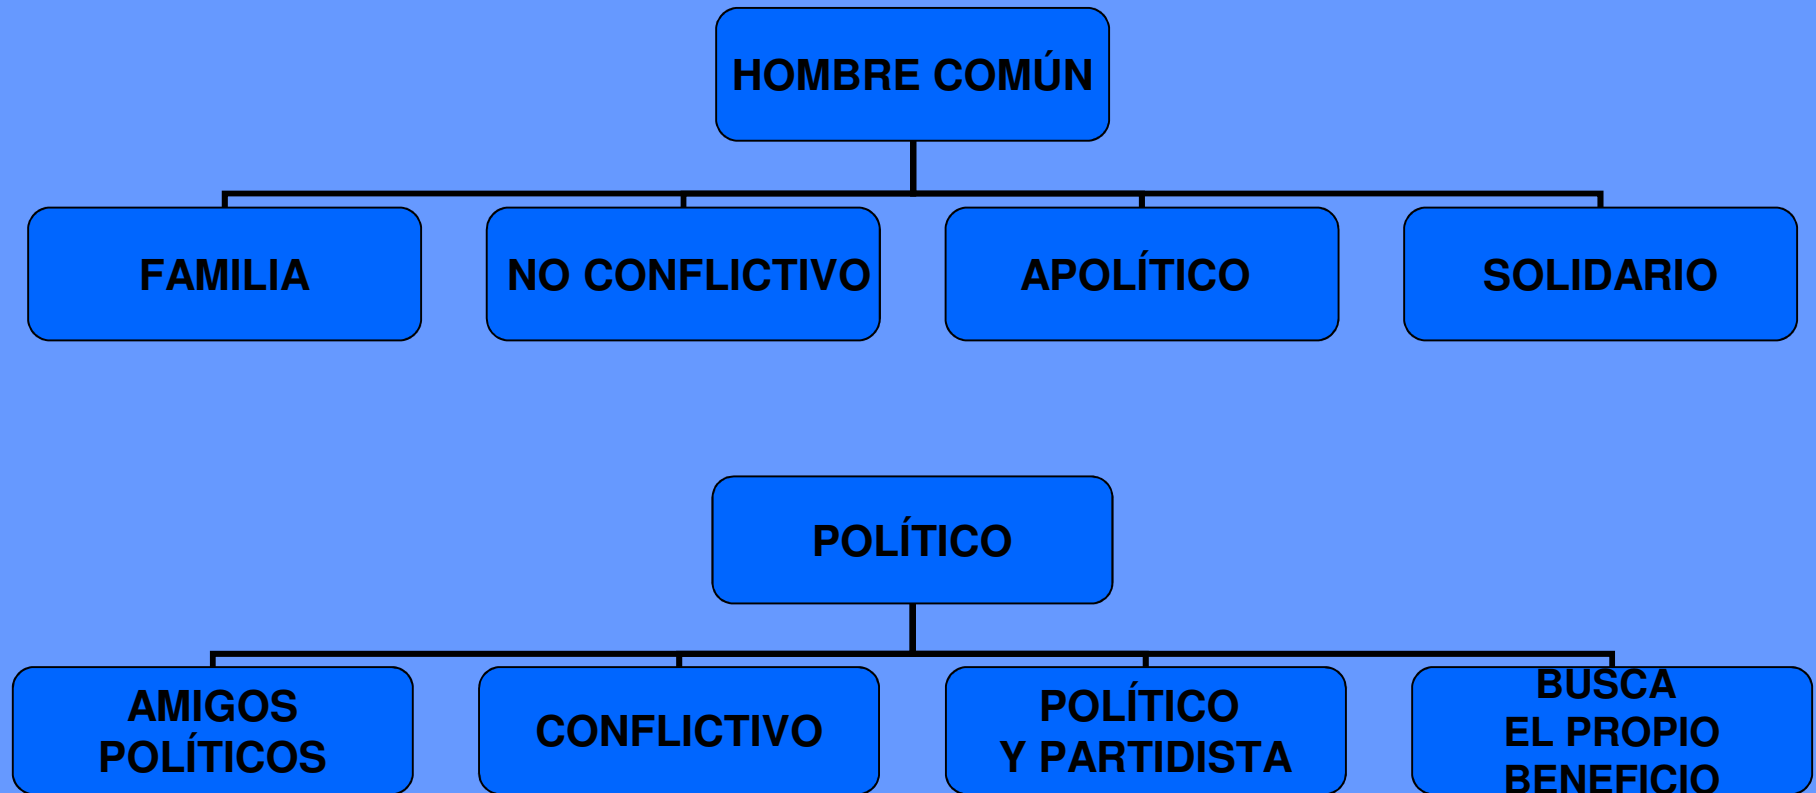 HOMBRE COMÚN
FAMILIA
NO CONFLICTIVO
APOLÍTICO
SOLIDARIO
POLÍTICO
AMIGOS
POLÍTICOS
CONFLICTIVO
POLÍTICO
Y PARTIDISTA
BUSCA
EL PROPIO
BENEFICIO